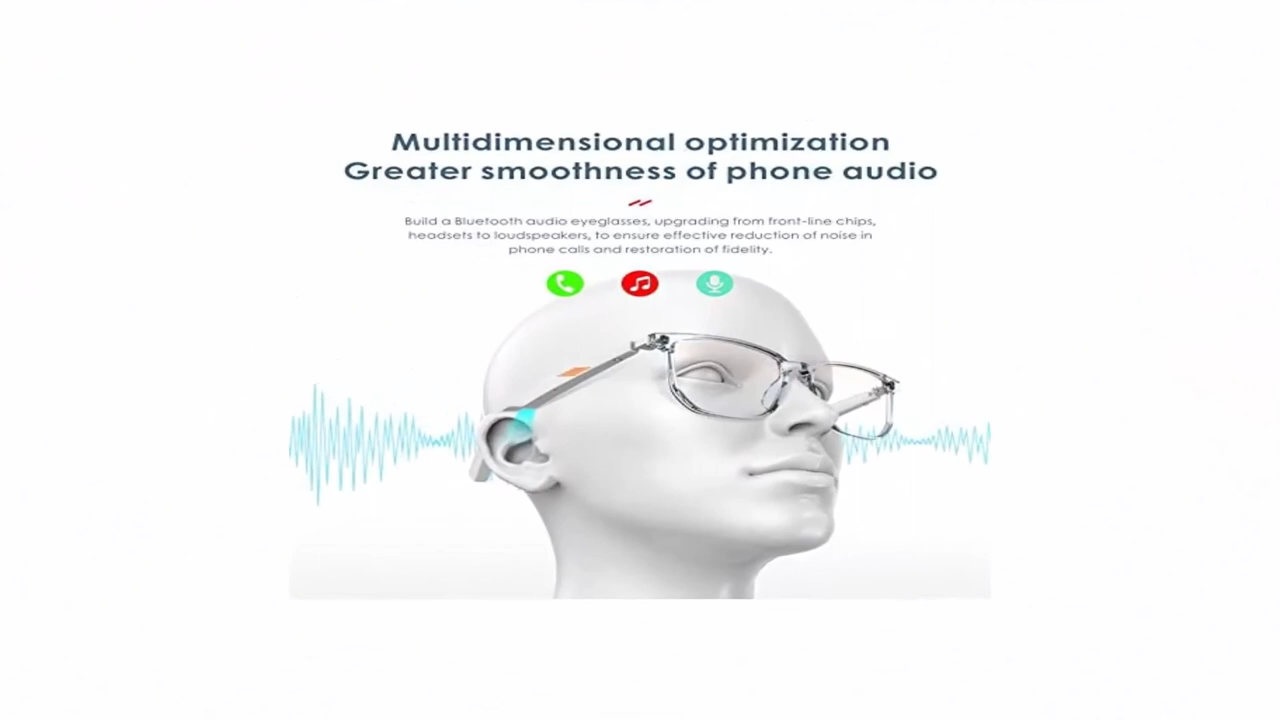 Multidimensional optimization
Greater smoothness of phone audio
Build a Bluetooth audio eyeglasses, upgrading from front-line chips,
headsets to loudspeakers, to ensure effective reduction of noise in
phone calls and restoration of fidelity.